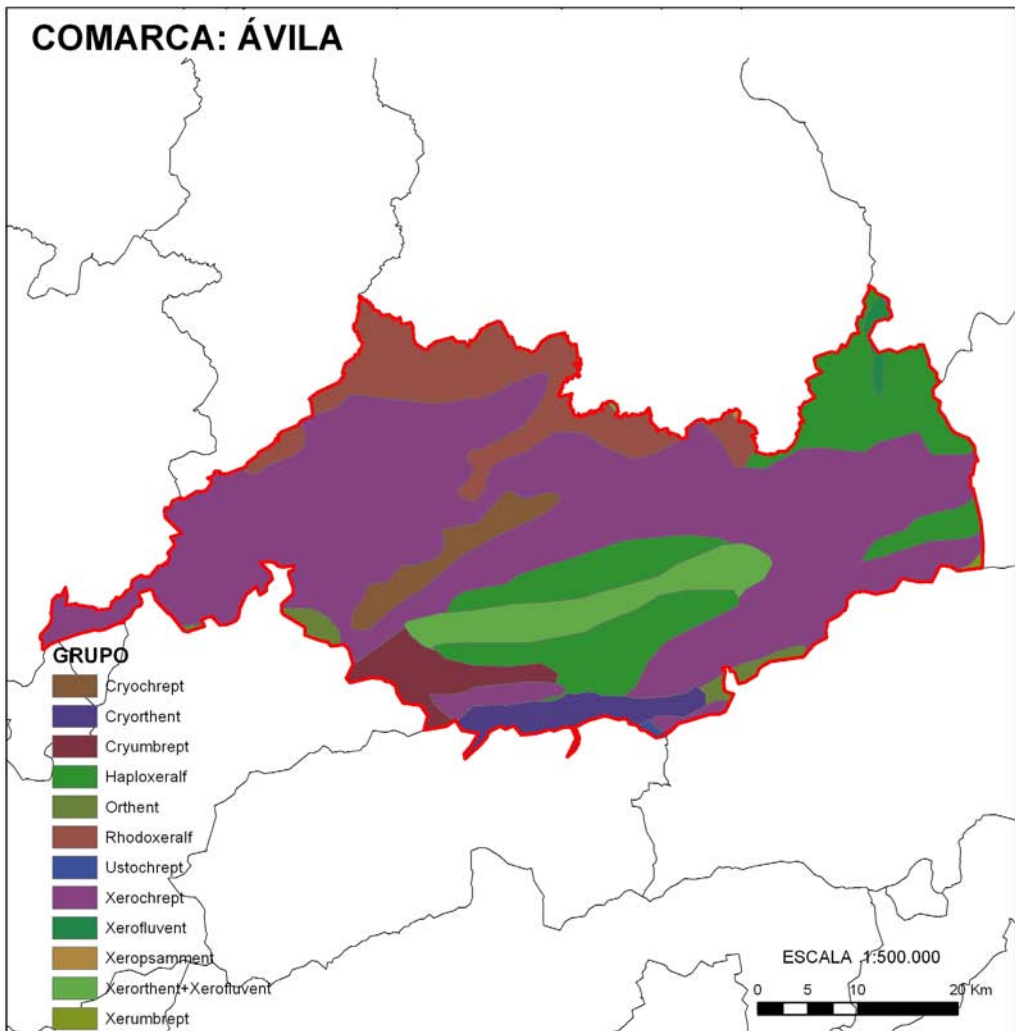 COMARCA: ÁVILA
GRUPO
Cryochrept
Cryorthent
Cryumbrept
Haploxeralf
Orthent
Rhodoxeralf
Ustochrept
Xerochrept
Xerofluvent
Xeropsamment
Xerorthent+Xerofluvent
Xerumbrept
ESCALA 1:500.000
0 5 10 20 Km